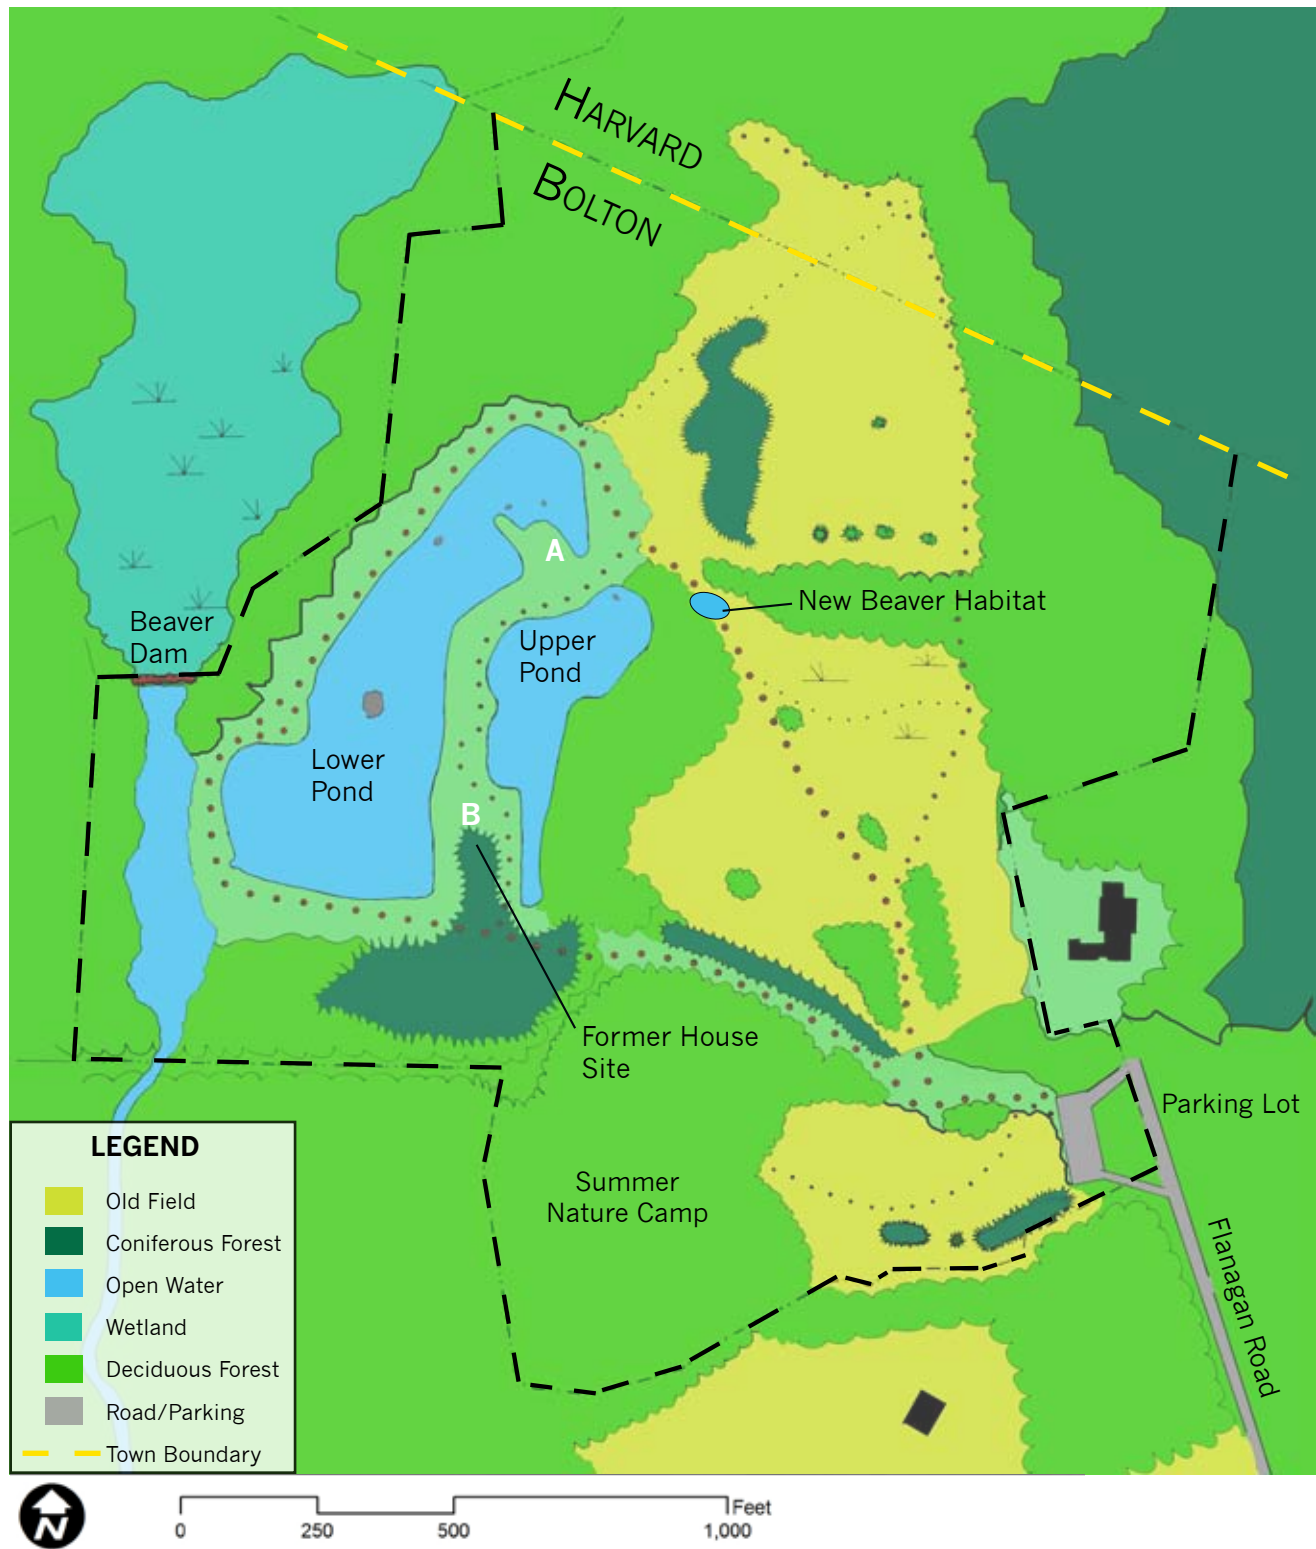 HARVARD
BOLTON
A
New Beaver Habitat
Beaver
Dam
Upper
Pond
Lower
Pond
B
Former House
Site
Parking Lot
Summer
Nature Camp
Flanagan Road
LEGEND
Old Field
Coniferous Forest
Open Water
Wetland
Deciduous Forest
Road/Parking
Town Boundary
N
Feet
0 250 500 1,000